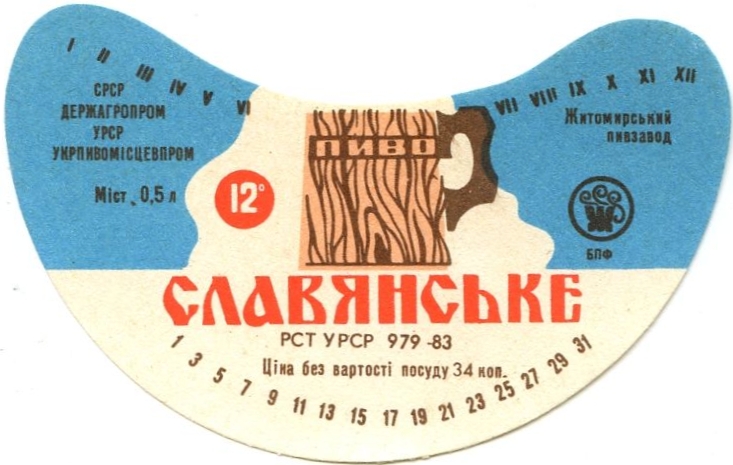 I II III IV V VI
VII VIII IX X XI XII
СРСР
ДЕРЖАГРОПРОМ
УРСР
УКРПИВОМІСЦЕВПРОМ
Міст. 0,5 л
12°
ПИВО
Житомирський
пивзавод
БПФ
СЛАВЯНСЬКЕ
РСТ УРСР 979-83
Ціна без вартості посуду 34 коп.
1 3 5 7 9 11 13 15 17 19 21 23 25 27 29 31